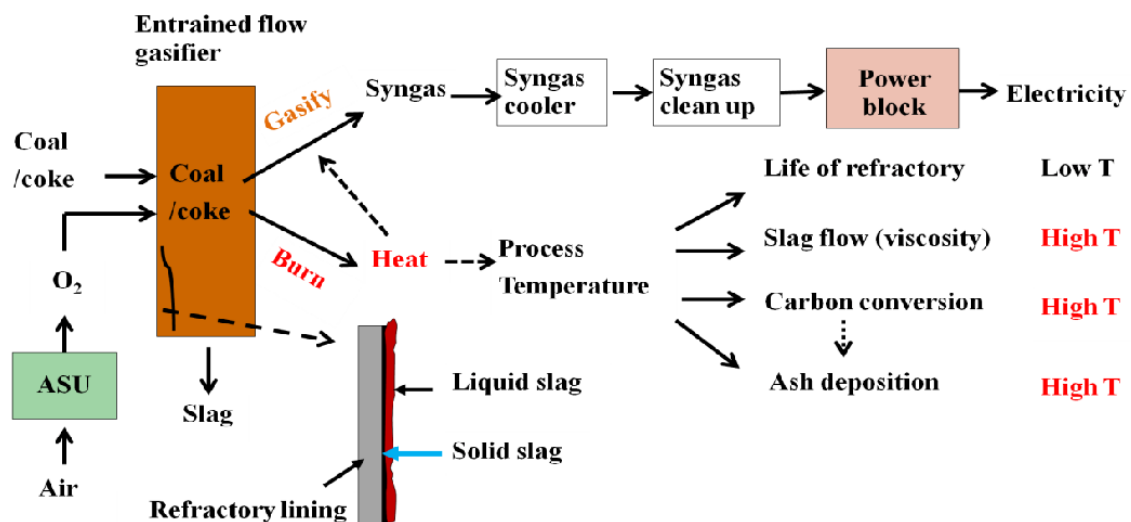 Entrained flow
gasifier
Coal
/coke
Coal
/coke
Gasify
Burn
Syngas
Syngas
cooler
Syngas
clean up
Power
block
Electricity
Heat
Process
Temperature
Life of refractory
Low T
Slag flow (viscosity)
High T
Carbon conversion
High T
Ash deposition
High T
O₂
ASU
Air
Slag
Liquid slag
Solid slag
Refractory lining